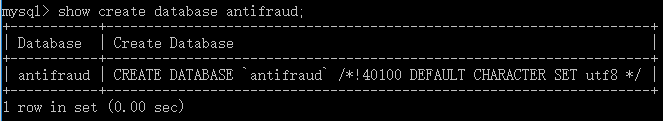 mysql> show create database antifraud;
+-----------+--------------------------------------------------------------------+
| Database  | Create Database                                                    |
+-----------+--------------------------------------------------------------------+
| antifraud | CREATE DATABASE `antifraud` /*!40100 DEFAULT CHARACTER SET utf8 */ |
+-----------+--------------------------------------------------------------------+
1 row in set (0.00 sec)